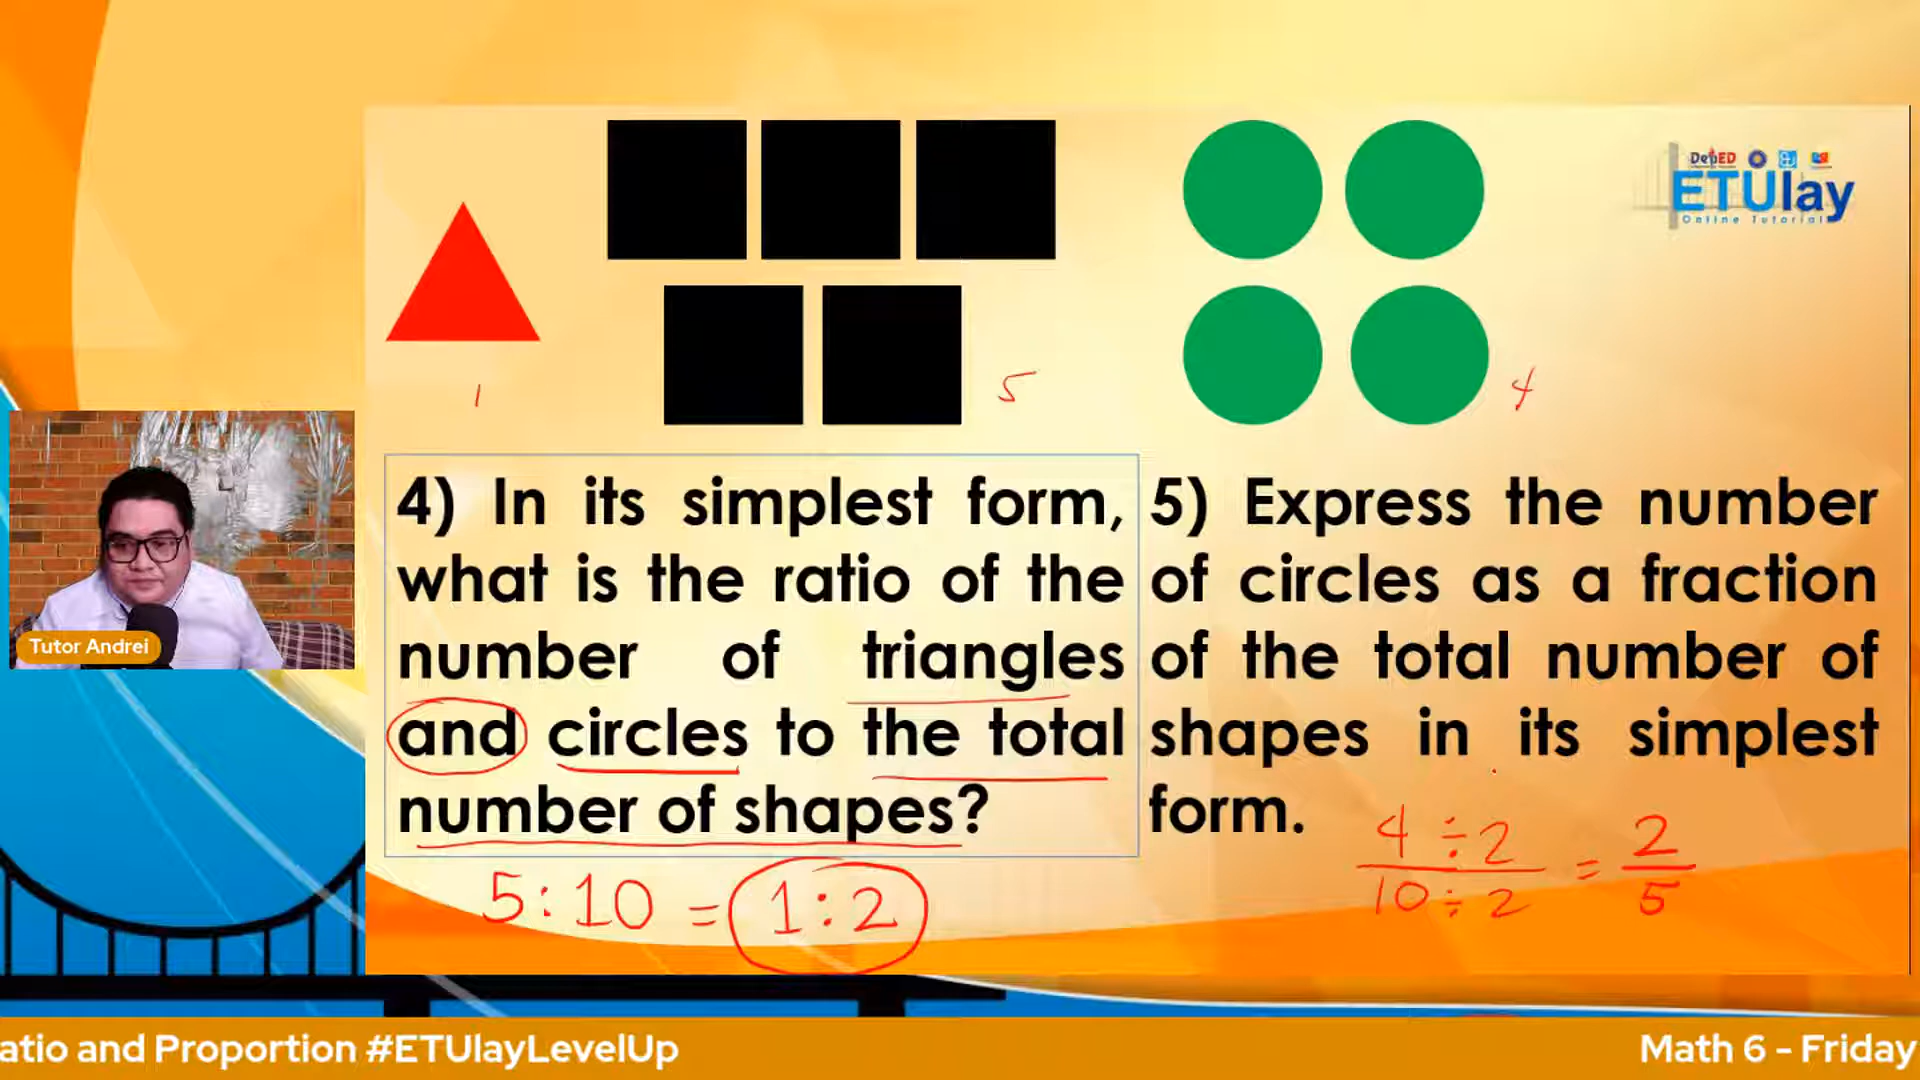 DepED
ETUlay
Online Tutorial
1
5
4
4) In its simplest form,
what is the ratio of the
number of triangles
and circles to the total
number of shapes?
5:10 = 1:2
5) Express the number
of circles as a fraction
of the total number of
shapes in its simplest
form.
4 ÷ 2 / 10 ÷ 2 = 2 / 5
Tutor Andrei
atio and Proportion #ETUlayLevelUp
Math 6 - Friday